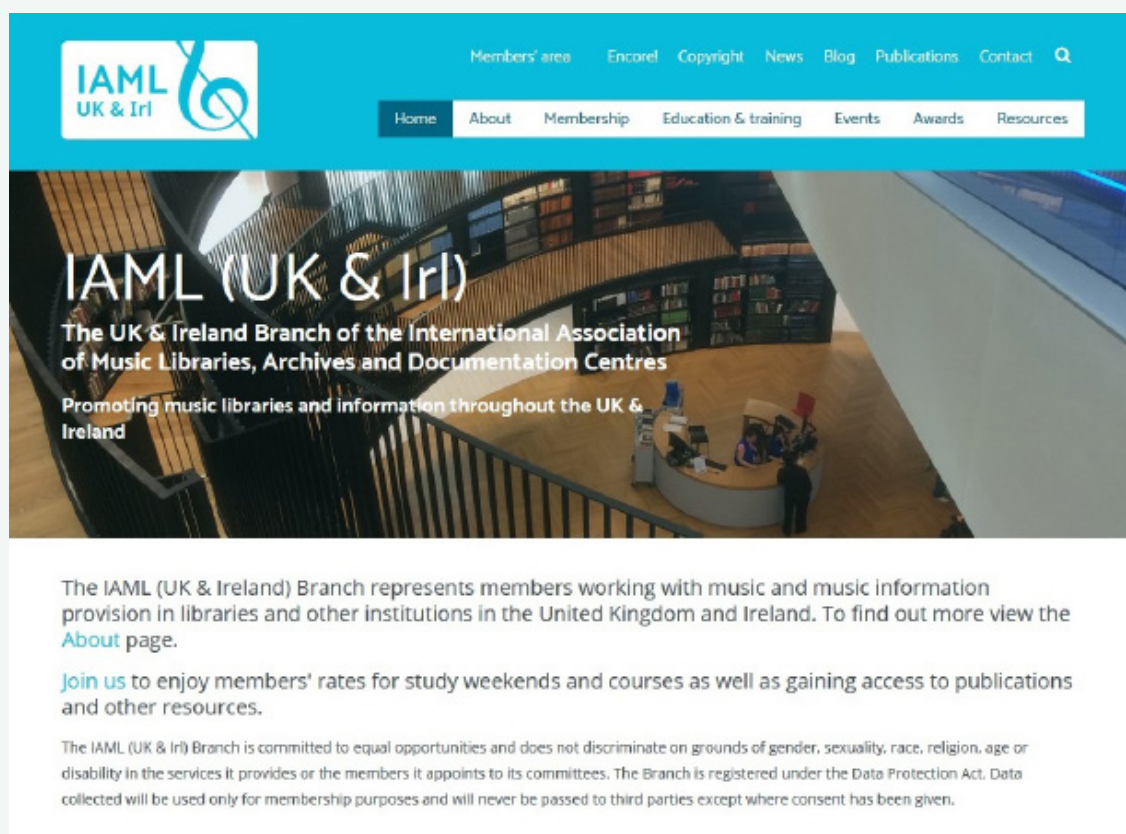 IAML
UK & Irl
Members' area Encore! Copyright News Blog Publications Contact
Home About Membership Education & training Events Awards Resources
IAML (UK & Irl)
The UK & Ireland Branch of the International Association
of Music Libraries, Archives and Documentation Centres
Promoting music libraries and information throughout the UK &
Ireland
The IAML (UK & Ireland) Branch represents members working with music and music information
provision in libraries and other institutions in the United Kingdom and Ireland. To find out more view the
About page.
Join us to enjoy members' rates for study weekends and courses as well as gaining access to publications
and other resources.
The IAML (UK & Irl) Branch is committed to equal opportunities and does not discriminate on grounds of gender, sexuality, race, religion, age or
disability in the services it provides or the members it appoints to its committees. The Branch is registered under the Data Protection Act. Data
collected will be used only for membership purposes and will never be passed to third parties except where consent has been given.